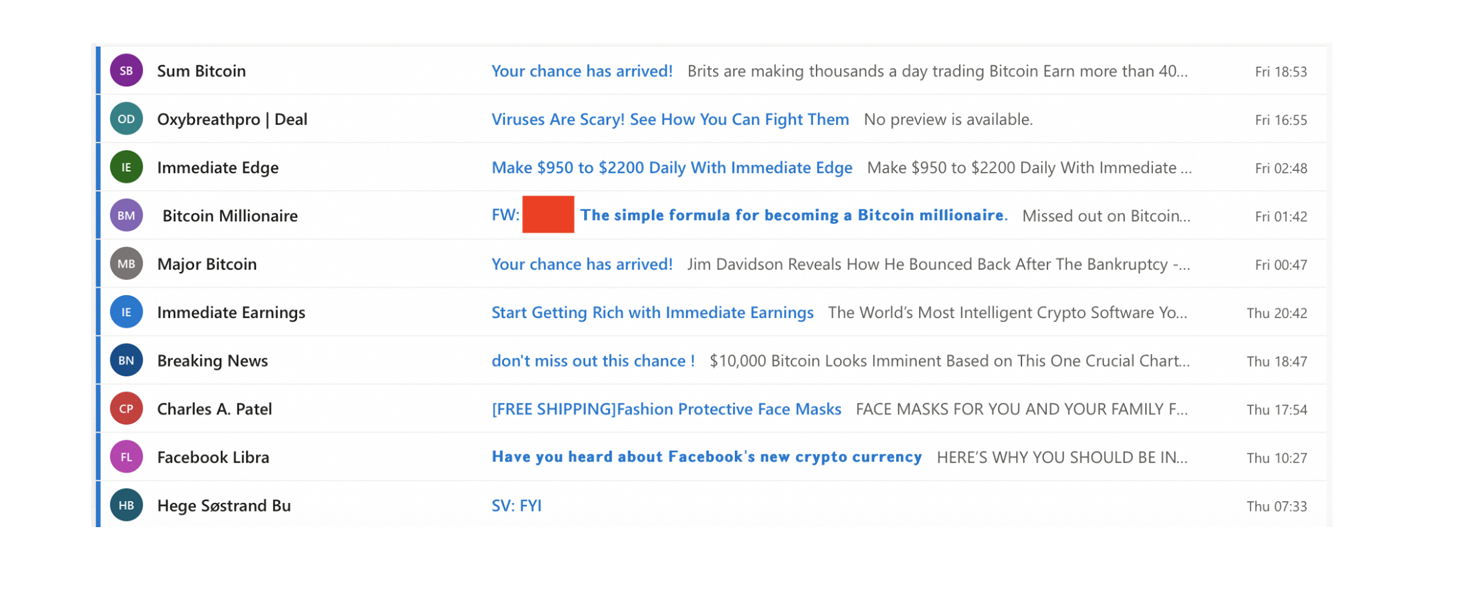 SB Sum Bitcoin Your chance has arrived! Brits are making thousands a day trading Bitcoin Earn more than 40... Fri 18:53
OD Oxybreathpro | Deal Viruses Are Scary! See How You Can Fight Them No preview is available. Fri 16:55
IE Immediate Edge Make $950 to $2200 Daily With Immediate Edge Make $950 to $2200 Daily With Immediate ... Fri 02:48
BM Bitcoin Millionaire FW: The simple formula for becoming a Bitcoin millionaire. Missed out on Bitcoin... Fri 01:42
MB Major Bitcoin Your chance has arrived! Jim Davidson Reveals How He Bounced Back After The Bankruptcy -... Fri 00:47
IE Immediate Earnings Start Getting Rich with Immediate Earnings The World's Most Intelligent Crypto Software Yo... Thu 20:42
BN Breaking News don't miss out this chance ! $10,000 Bitcoin Looks Imminent Based on This One Crucial Chart... Thu 18:47
CP Charles A. Patel [FREE SHIPPING]Fashion Protective Face Masks FACE MASKS FOR YOU AND YOUR FAMILY F... Thu 17:54
FL Facebook Libra Have you heard about Facebook's new crypto currency HERE'S WHY YOU SHOULD BE IN... Thu 10:27
HB Hege Søstrand Bu SV: FYI Thu 07:33